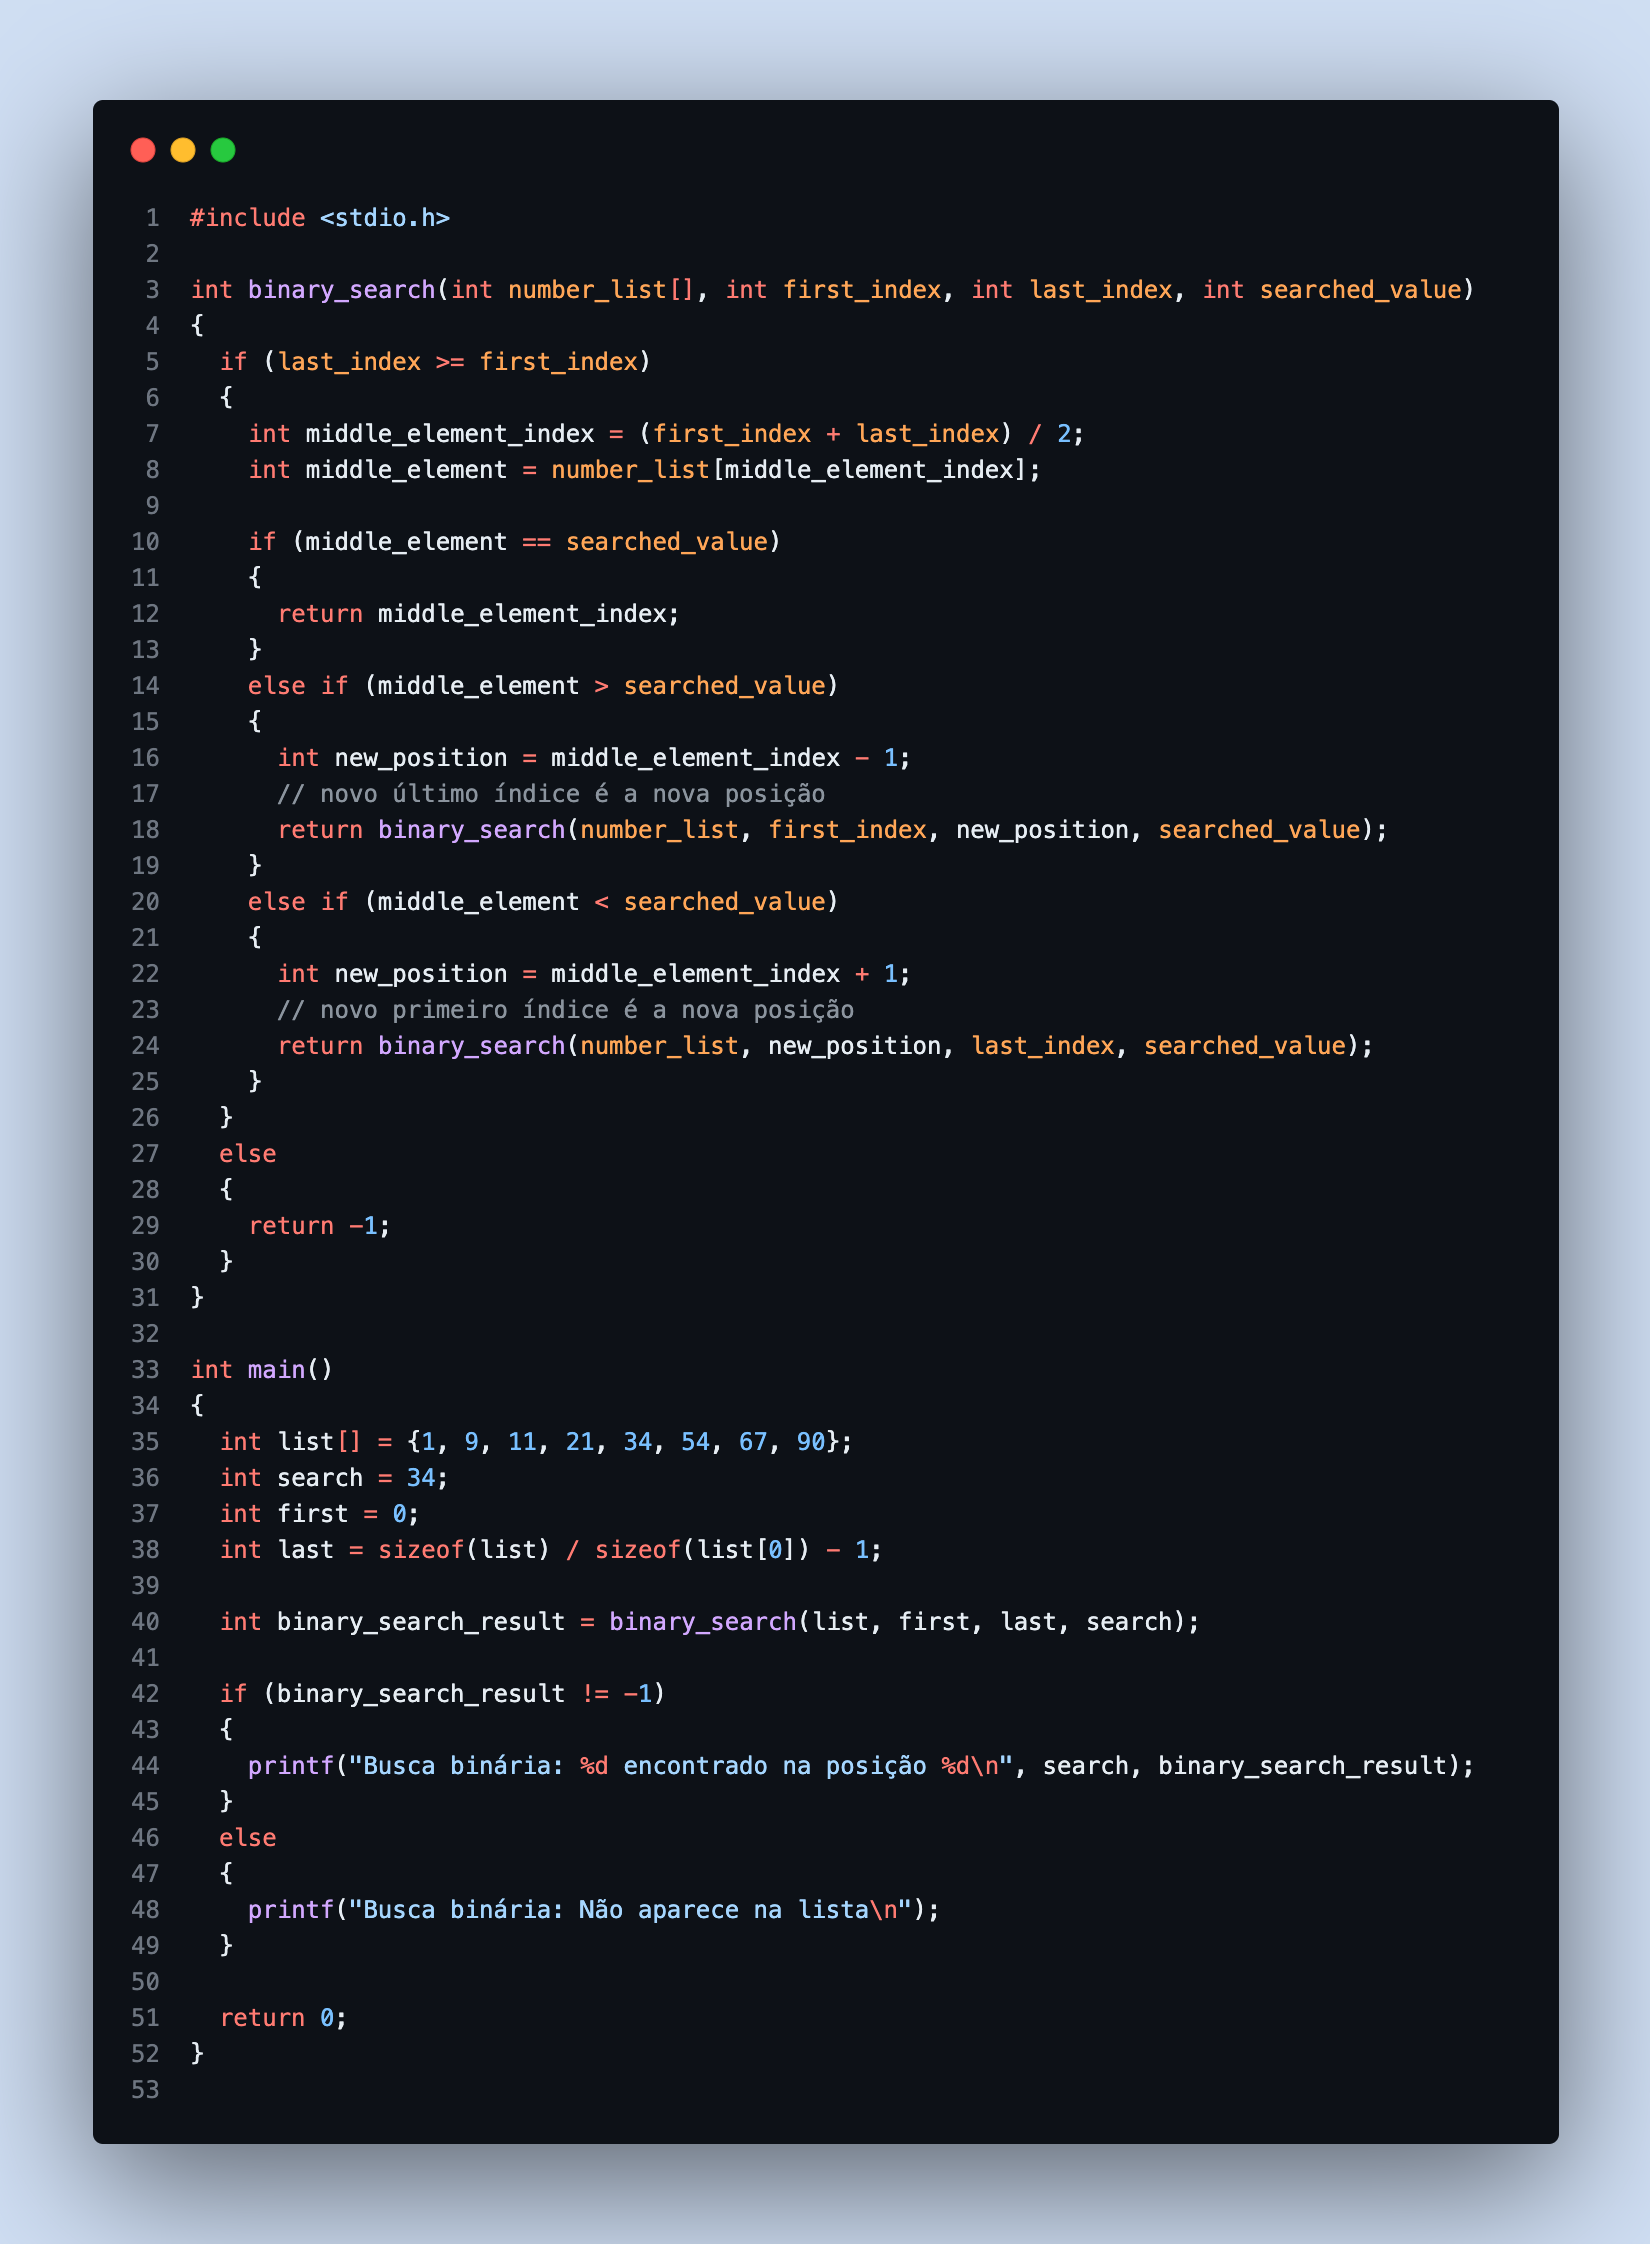 1 #include <stdio.h>
2
3 int binary_search(int number_list[], int first_index, int last_index, int searched_value)
4 {
5   if (last_index >= first_index)
6   {
7     int middle_element_index = (first_index + last_index) / 2;
8     int middle_element = number_list[middle_element_index];
9
10     if (middle_element == searched_value)
11     {
12       return middle_element_index;
13     }
14     else if (middle_element > searched_value)
15     {
16       int new_position = middle_element_index - 1;
17       // novo último índice é a nova posição
18       return binary_search(number_list, first_index, new_position, searched_value);
19     }
20     else if (middle_element < searched_value)
21     {
22       int new_position = middle_element_index + 1;
23       // novo primeiro índice é a nova posição
24       return binary_search(number_list, new_position, last_index, searched_value);
25     }
26   }
27   else
28   {
29     return -1;
30   }
31 }
32
33 int main()
34 {
35   int list[] = {1, 9, 11, 21, 34, 54, 67, 90};
36   int search = 34;
37   int first = 0;
38   int last = sizeof(list) / sizeof(list[0]) - 1;
39
40   int binary_search_result = binary_search(list, first, last, search);
41
42   if (binary_search_result != -1)
43   {
44     printf("Busca binária: %d encontrado na posição %d\n", search, binary_search_result);
45   }
46   else
47   {
48     printf("Busca binária: Não aparece na lista\n");
49   }
50
51   return 0;
52 }
53